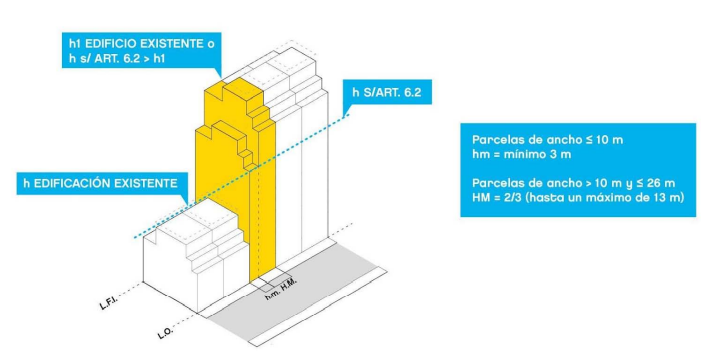 h1 EDIFICIO EXISTENTE o
h s/ ART. 6.2 > h1
h S/ART. 6.2
Parcelas de ancho ≤ 10 m
hm = mínimo 3 m
Parcelas de ancho > 10 m y ≤ 26 m
HM = 2/3 (hasta un máximo de 13 m)
h EDIFICACIÓN EXISTENTE
hm. H.M.
L.F.I.
L.O.